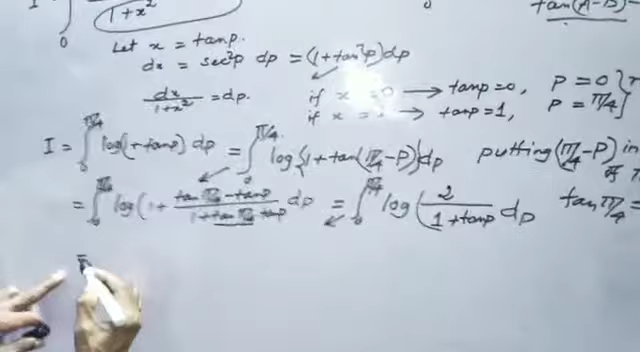 I 1+x² 0 0 tan(A-B)
Let x = tanp.
dx = sec²p dp = (1+tan²p)dp
dx/(1+x²) = dp. if x = 0 → tanp=0, P = 0
if x = → tanp=1, P = π/4
I = ∫₀^(π/4) log(1+tanp) dp = ∫₀^(π/4) log{1+tan(π/4-P)}dp putting (π/4-P) in
= ∫₀^(π/4) log(1+ (tan π/4-tanp)/(1+tan π/4 tanp) dp = ∫₀^(π/4) log(2/(1+tanp) dp tan π/4 =